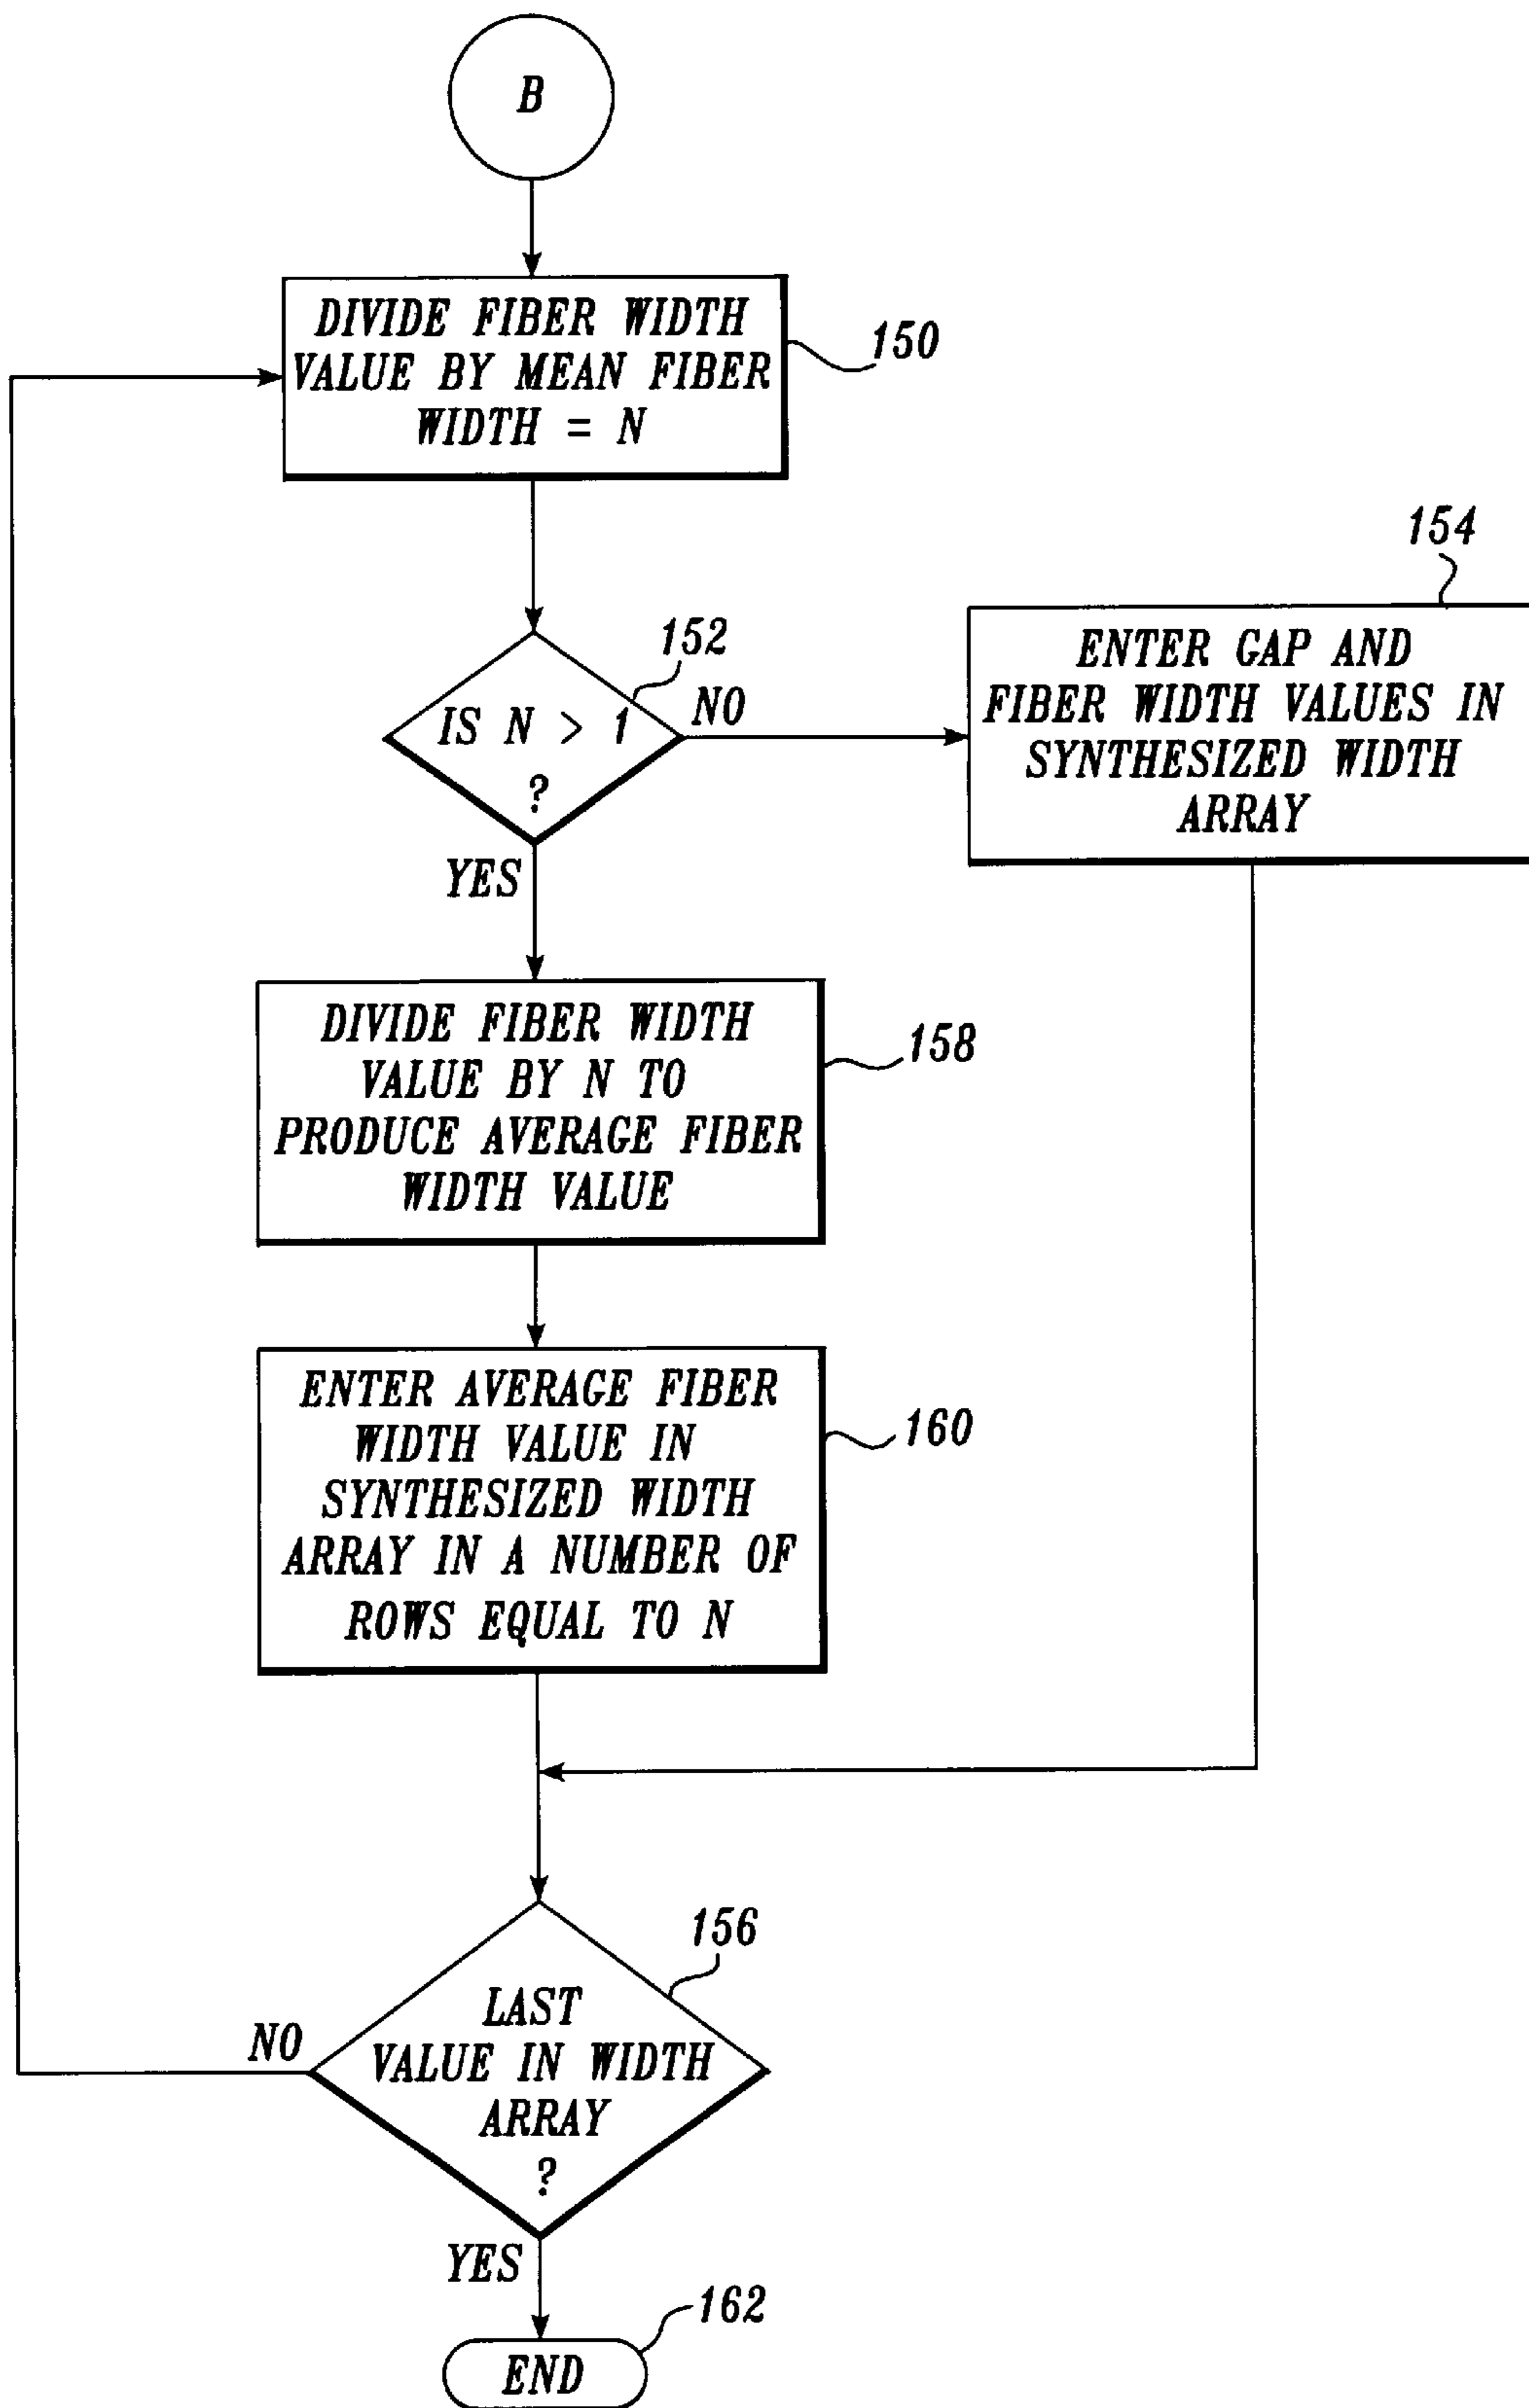 B
DIVIDE FIBER WIDTH
VALUE BY MEAN FIBER
WIDTH = N
150
152
IS N > 1
?
NO
YES
154
ENTER GAP AND
FIBER WIDTH VALUES IN
SYNTHESIZED WIDTH
ARRAY
DIVIDE FIBER WIDTH
VALUE BY N TO
PRODUCE AVERAGE FIBER
WIDTH VALUE
158
ENTER AVERAGE FIBER
WIDTH VALUE IN
SYNTHESIZED WIDTH
ARRAY IN A NUMBER OF
ROWS EQUAL TO N
160
156
LAST
VALUE IN WIDTH
ARRAY
?
NO
YES
162
END